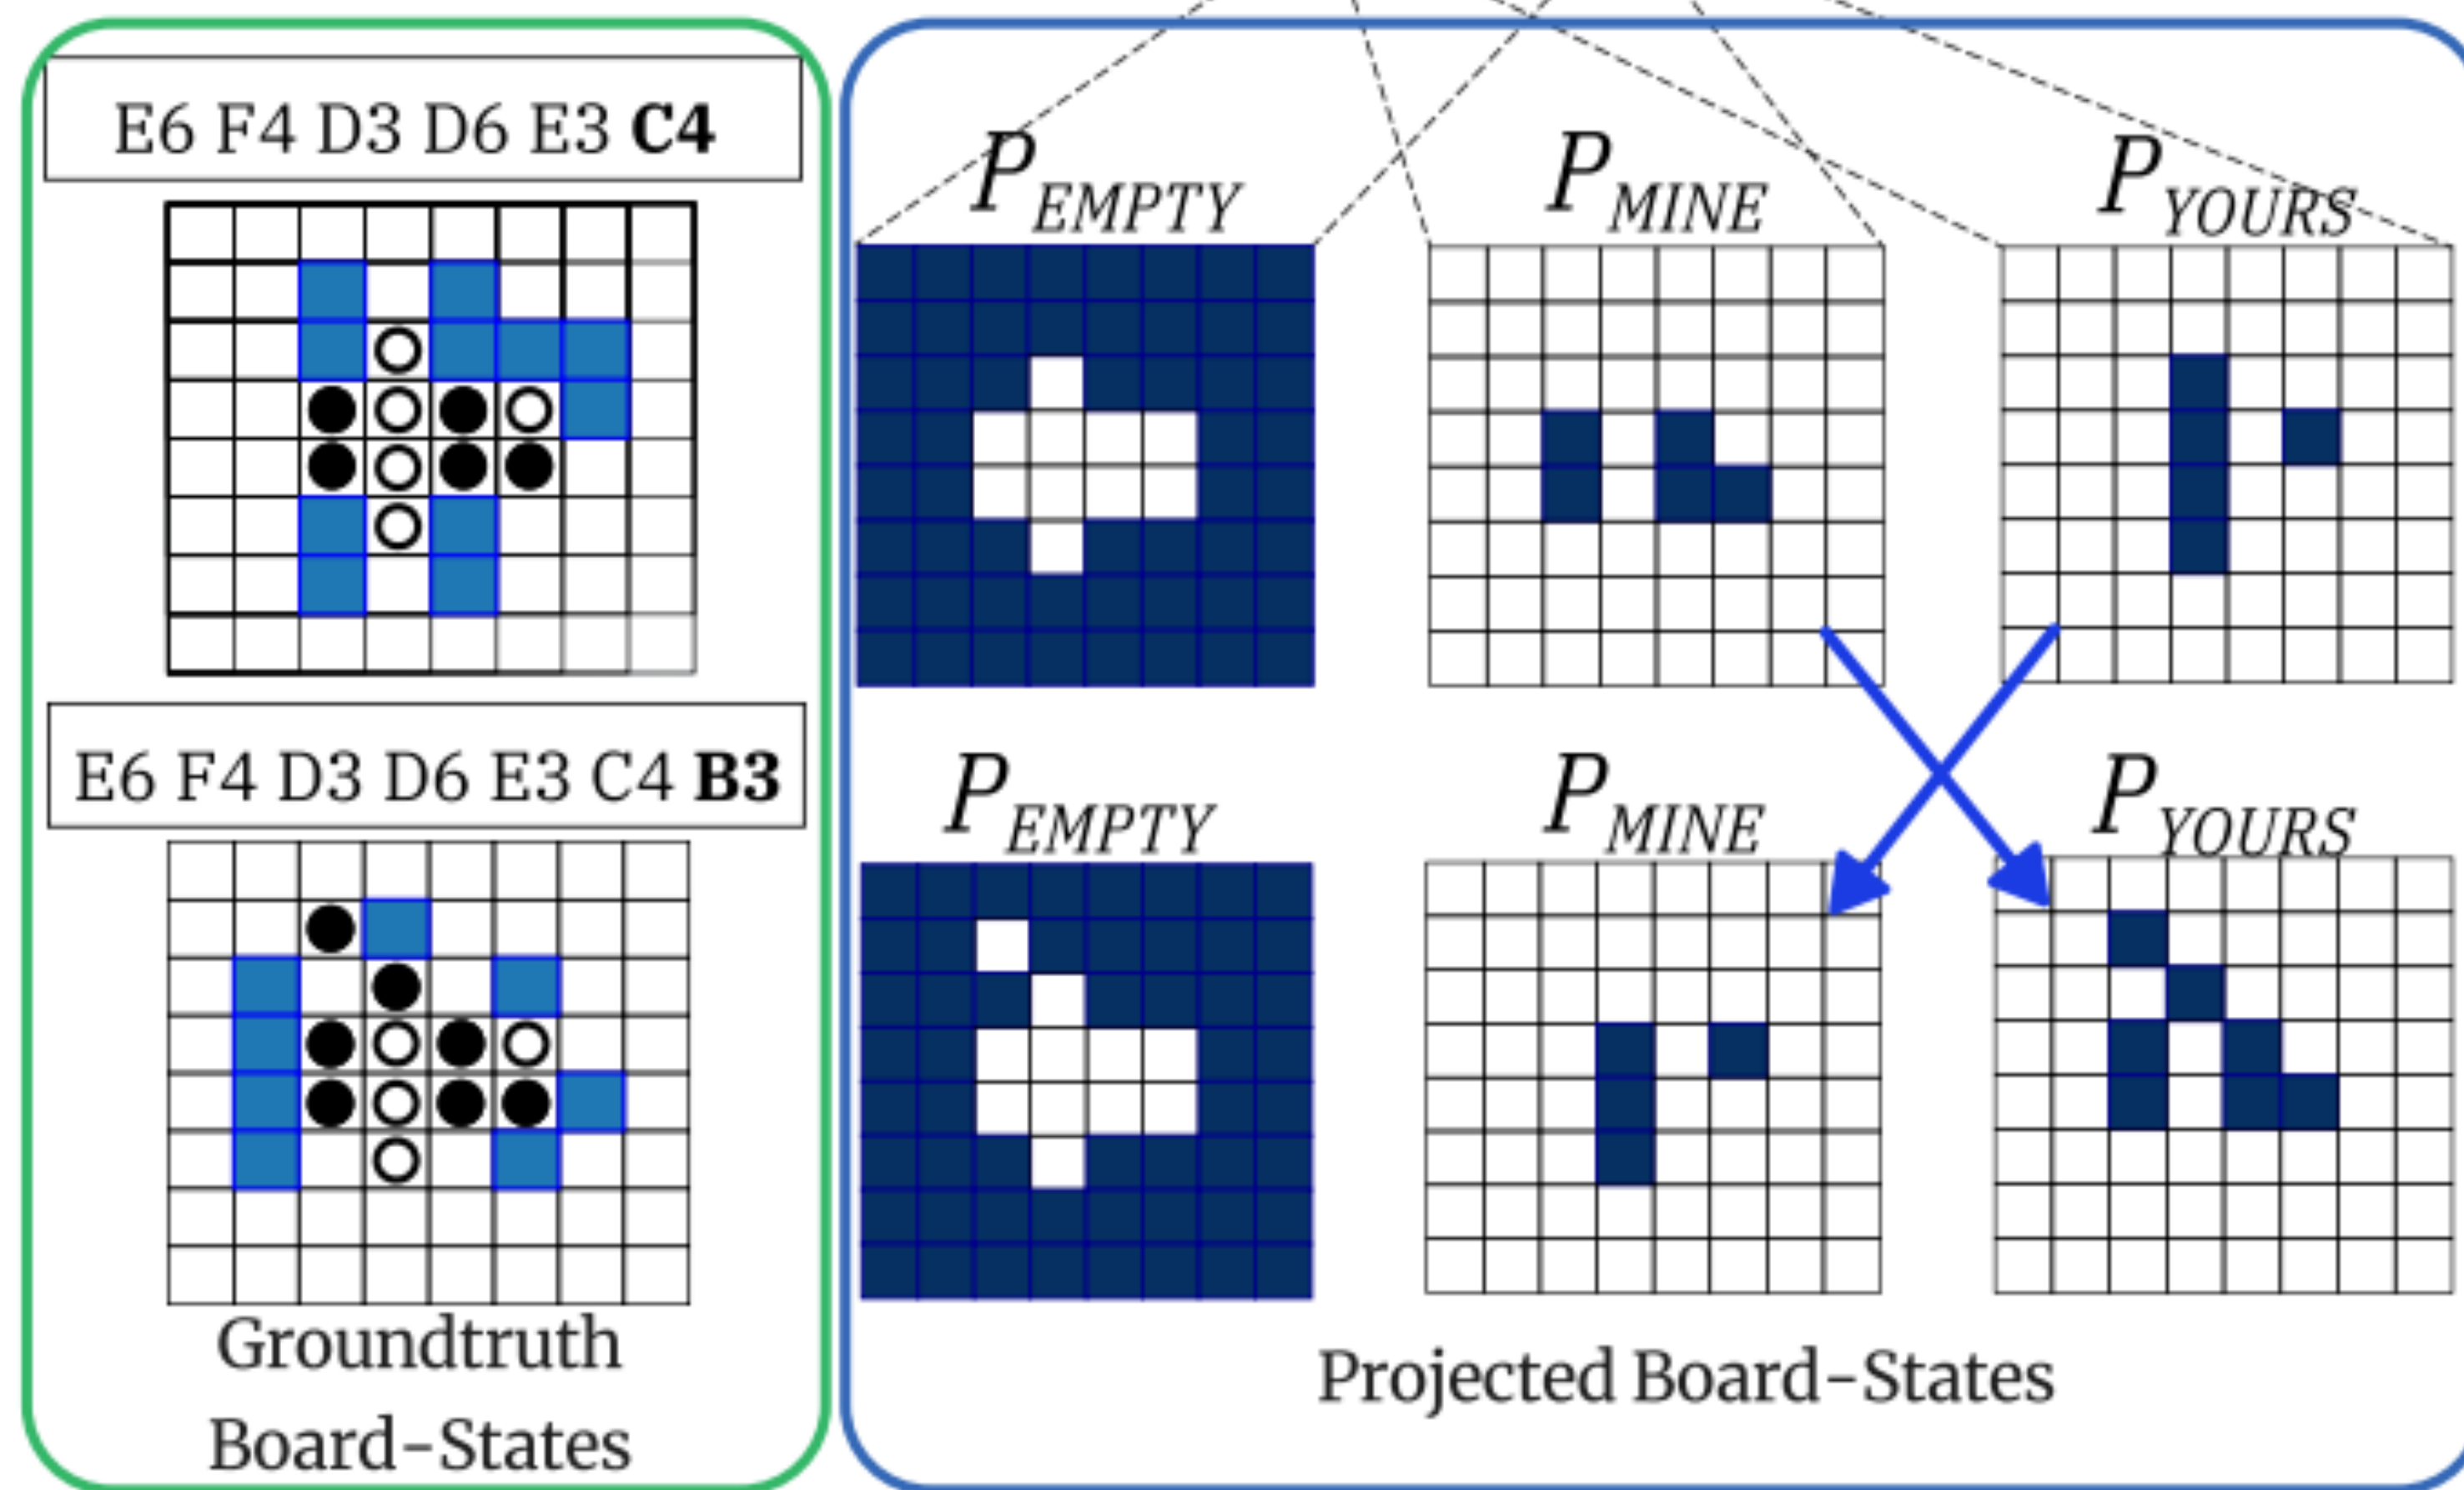 E6 F4 D3 D6 E3 C4
P EMPTY
P MINE
P YOURS
E6 F4 D3 D6 E3 C4 B3
P EMPTY
P MINE
P YOURS
Groundtruth
Board-States
Projected Board-States